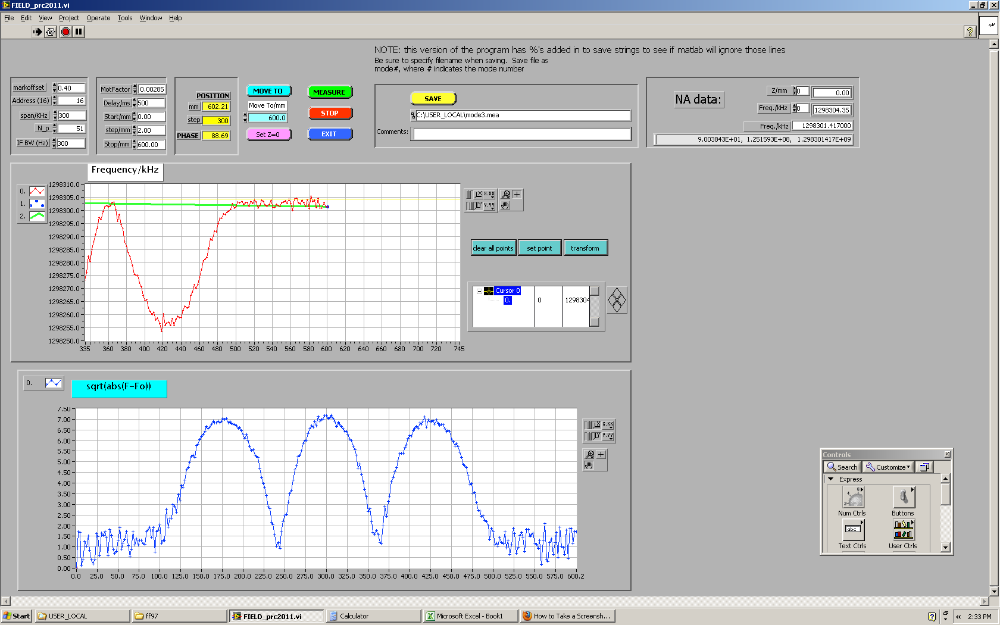 FIELD_prc2011.vi
File Edit View Project Operate Tools Window Help
NOTE: this version of the program has %'s added in to save strings to see if matlab will ignore those lines
Be sure to specify filename when saving. Save file as
mode#, where # indicates the mode number
markoffset 0.40
Address (16) 16
span/KHz 300
N_p 51
IF BW (Hz) 300
MotFactor 0.00285
Delay/ms 500
Start/mm 0.00
step/mm 2.00
Stop/mm 600.00
POSITION
mm 602.21
step 300
PHASE 88.69
MOVE TO
Move To/mm
600.0
Set Z=0
MEASURE
STOP
EXIT
SAVE
C:\USER_LOCAL\mode3.mea
Comments:
NA data:
Z/mm 0 0.00
Freq./kHz 0 1298304.35
Freq./kHz 1298301.417000
9.003843E+01, 1.251593E+08, 1.298301417E+09
Frequency/kHz
0.
1.
2.
1298310.0
1298305.0
1298300.0
1298295.0
1298290.0
1298285.0
1298280.0
1298275.0
1298270.0
1298265.0
1298260.0
1298255.0
1298250.0
335 360 380 400 420 440 460 480 500 520 540 560 580 600 620 640 660 680 700 720 745
clear all points set point transform
Cursor 0
0. 0 129830
0.
sqrt(abs(F-Fo))
7.50
7.00
6.50
6.00
5.50
5.00
4.50
4.00
3.50
3.00
2.50
2.00
1.50
1.00
0.50
0.00
0.0 25.0 50.0 75.0 100.0 125.0 150.0 175.0 200.0 225.0 250.0 275.0 300.0 325.0 350.0 375.0 400.0 425.0 450.0 475.0 500.0 525.0 550.0 575.0 600.2
Controls
Search Customize
Express
Num Ctrls Buttons
abc
Text Ctrls User Ctrls
Start USER_LOCAL ff97 FIELD_prc2011.vi Calculator Microsoft Excel - Book1 How to Take a Screensh... 2:33 PM